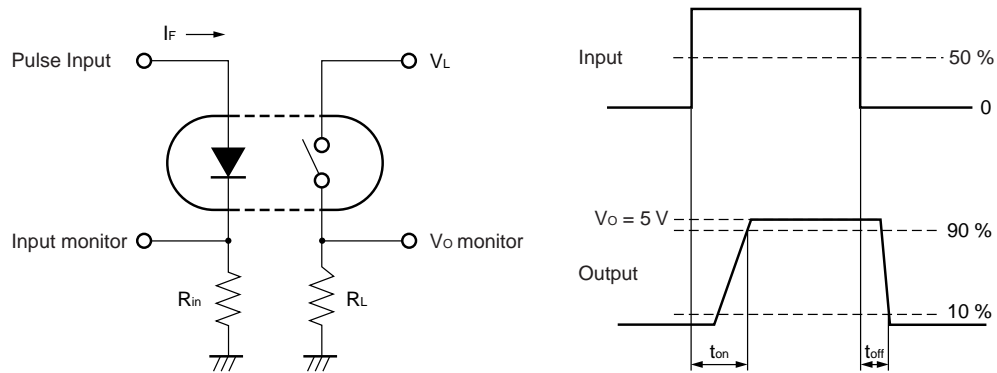 IF
Pulse Input
VL
Input monitor
VO monitor
Rin
RL
Input
50 %
0
VO = 5 V
90 %
Output
10 %
ton
toff